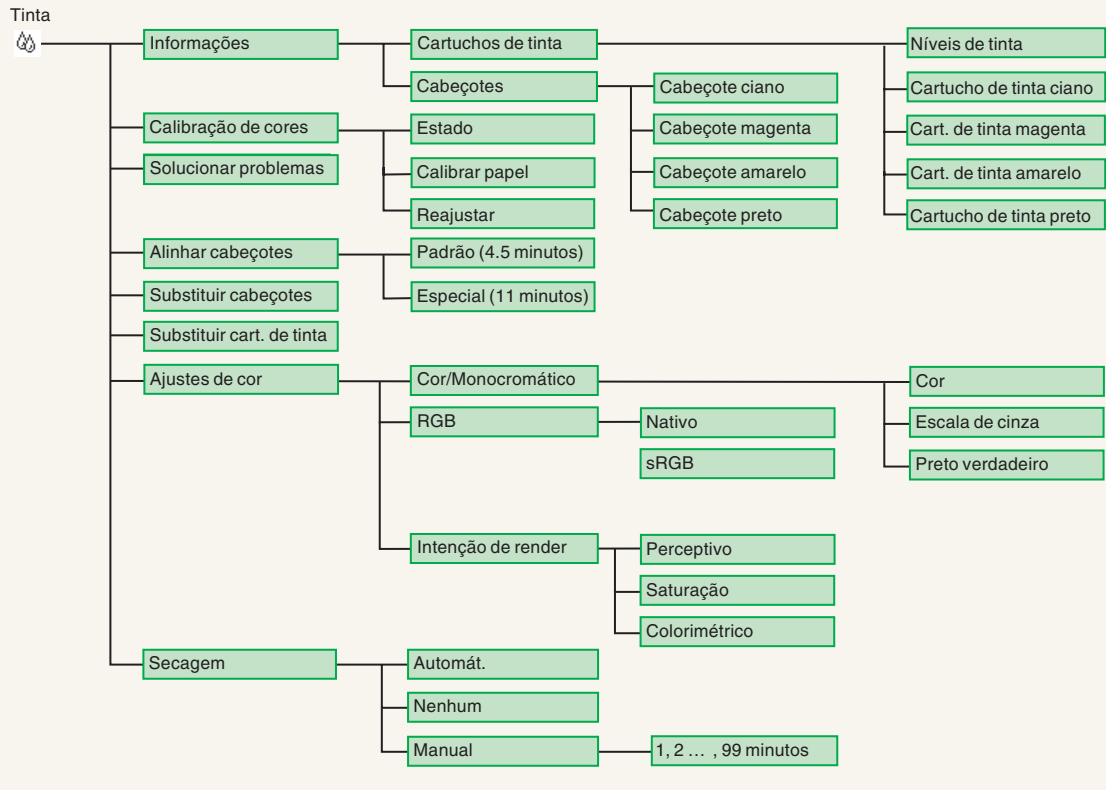 Tinta
Informações
Cartuchos de tinta
Níveis de tinta
Cabeçotes
Cabeçote ciano
Cartucho de tinta ciano
Calibração de cores
Estado
Cabeçote magenta
Cart. de tinta magenta
Solucionar problemas
Calibrar papel
Cabeçote amarelo
Cart. de tinta amarelo
Reajustar
Cabeçote preto
Cartucho de tinta preto
Alinhar cabeçotes
Padrão (4.5 minutos)
Substituir cabeçotes
Especial (11 minutos)
Substituir cart. de tinta
Ajustes de cor
Cor/Monocromático
Cor
RGB
Nativo
Escala de cinza
sRGB
Preto verdadeiro
Intenção de render
Perceptivo
Saturação
Colorimétrico
Secagem
Automát.
Nenhum
Manual
1, 2 ... , 99 minutos